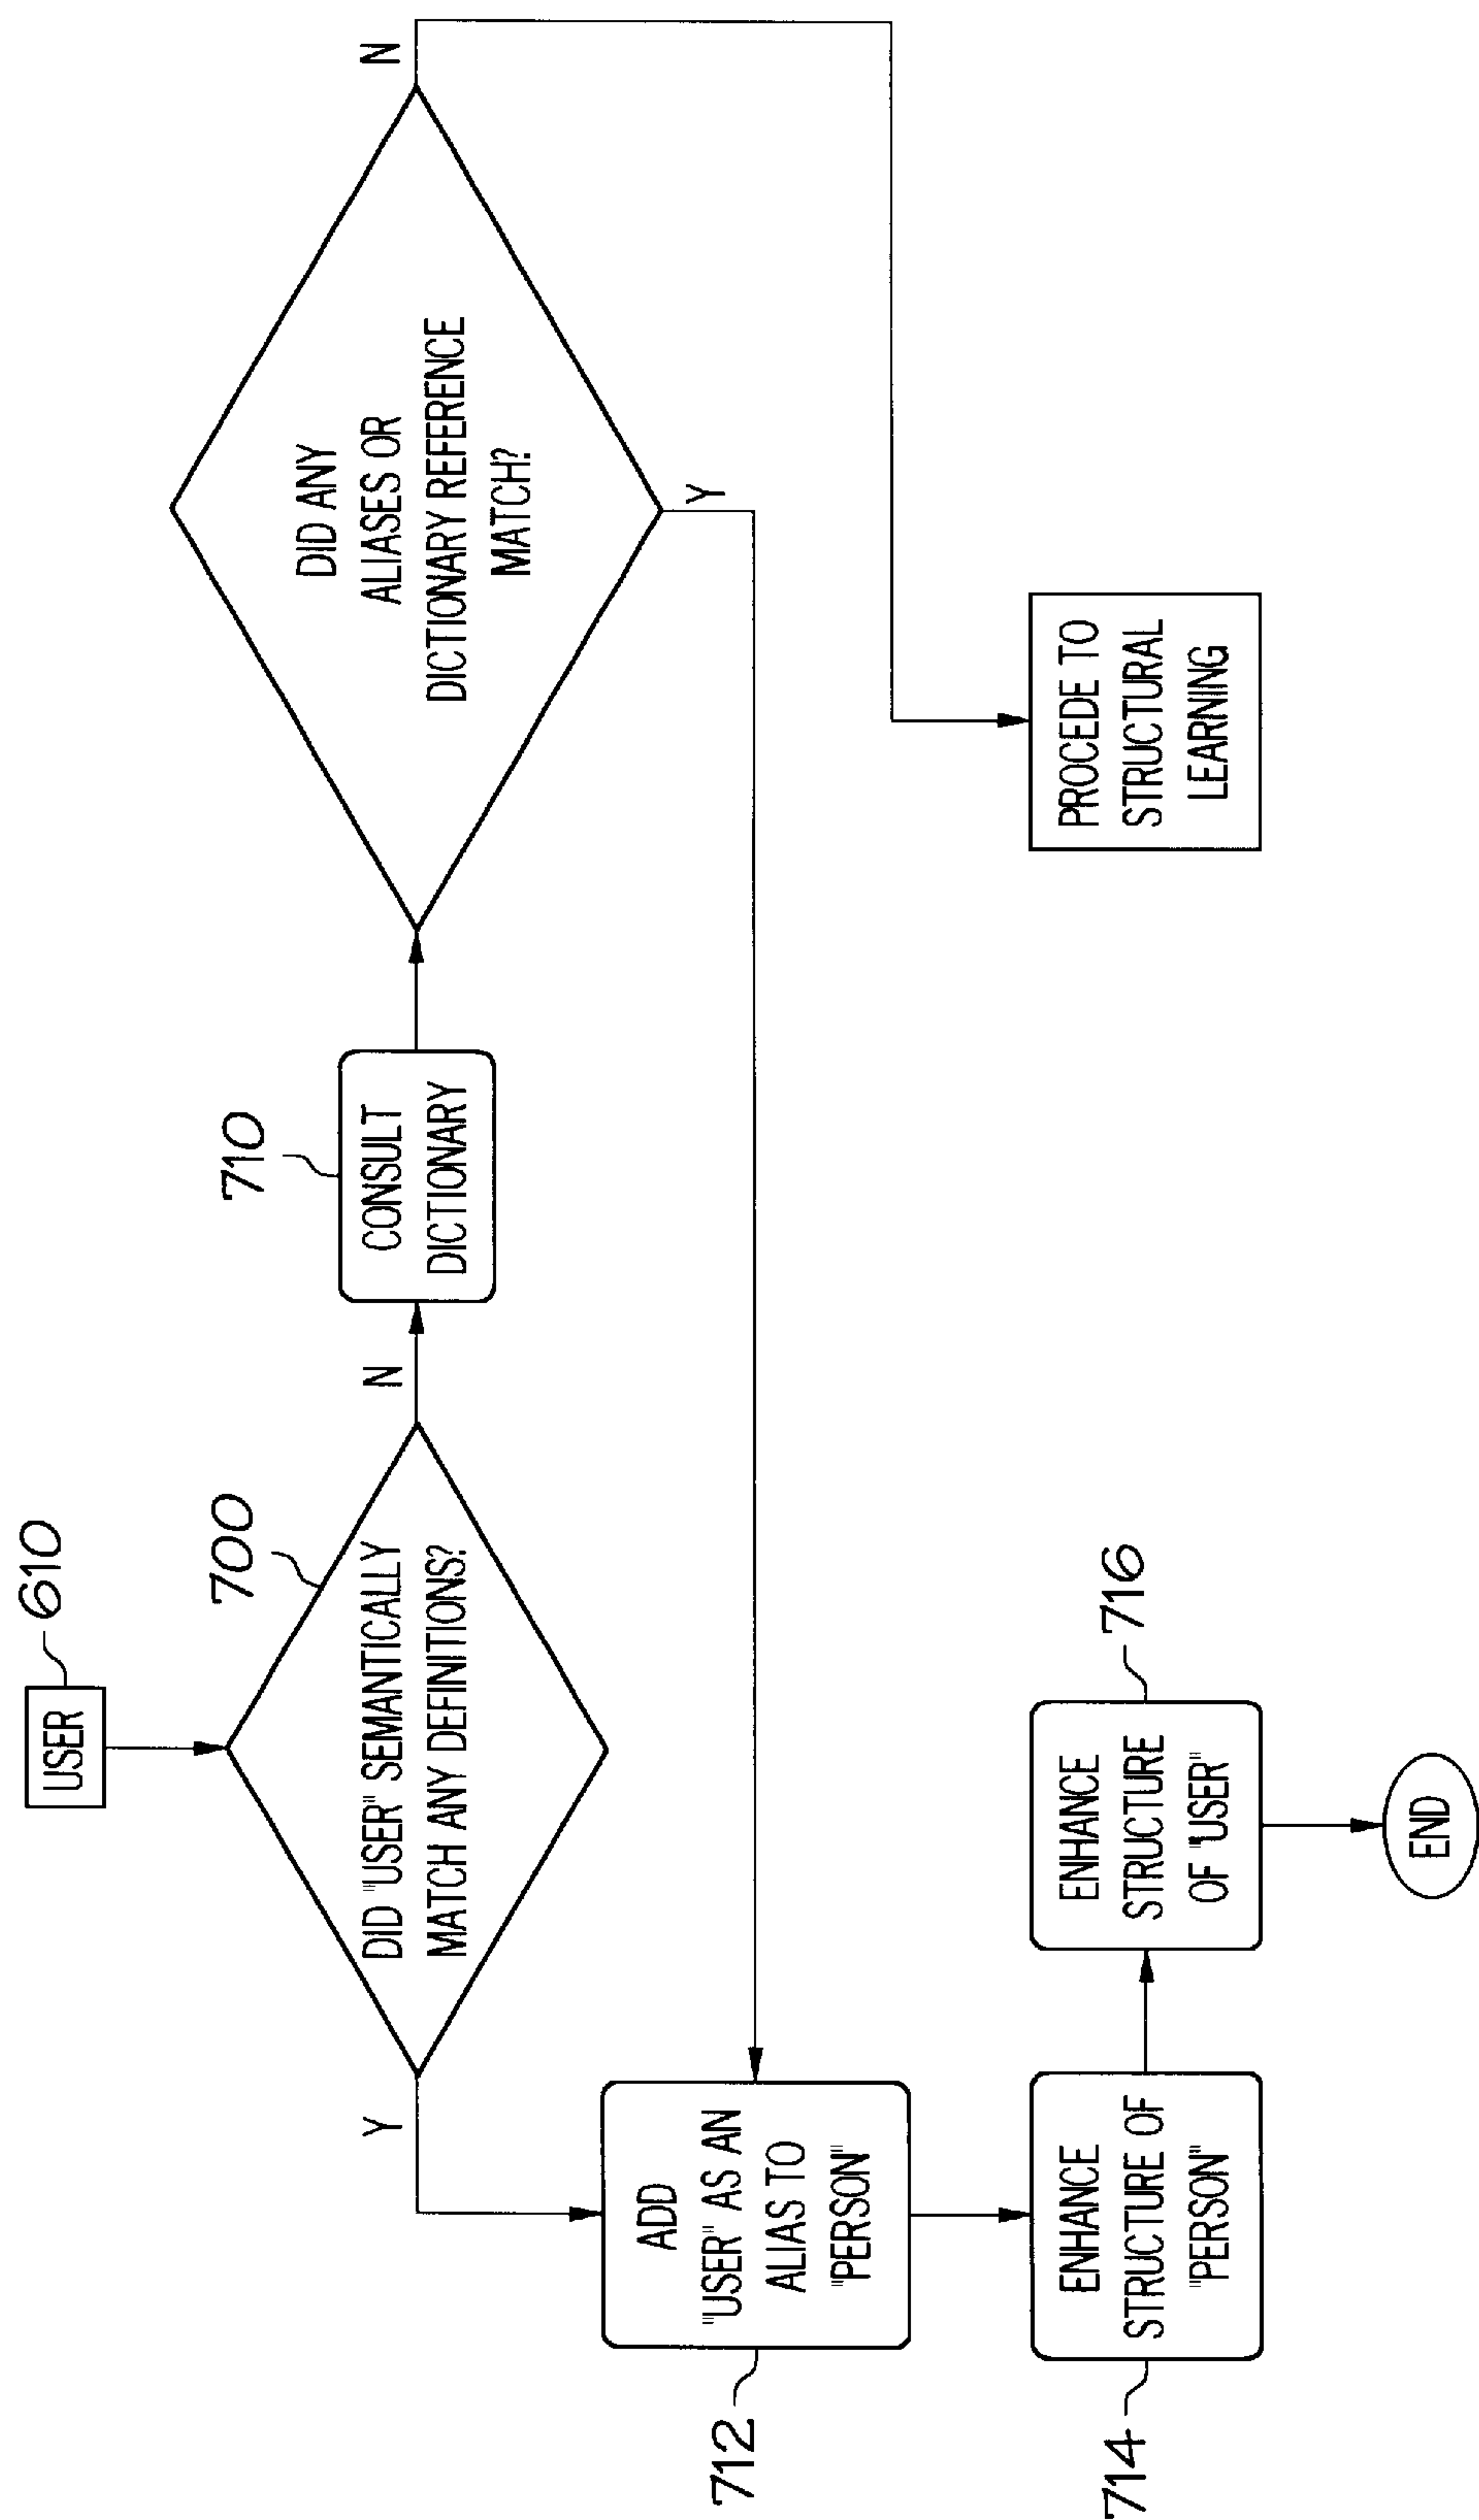 USER
610
700
DID "USER" SEMANTICALLY
MATCH ANY DEFINITIONS?
Y
N
710
CONSULT
DICTIONARY
DID ANY
ALIASES OR
DICTIONARY REFERENCE
MATCH?
N
Y
712
ADD
"USER" AS AN
ALIAS TO
"PERSON"
714
ENHANCE
STRUCTURE OF
"PERSON"
716
ENHANCE
STRUCTURE
OF "USER"
END
PROCEDE TO
STRUCTURAL
LEARNING